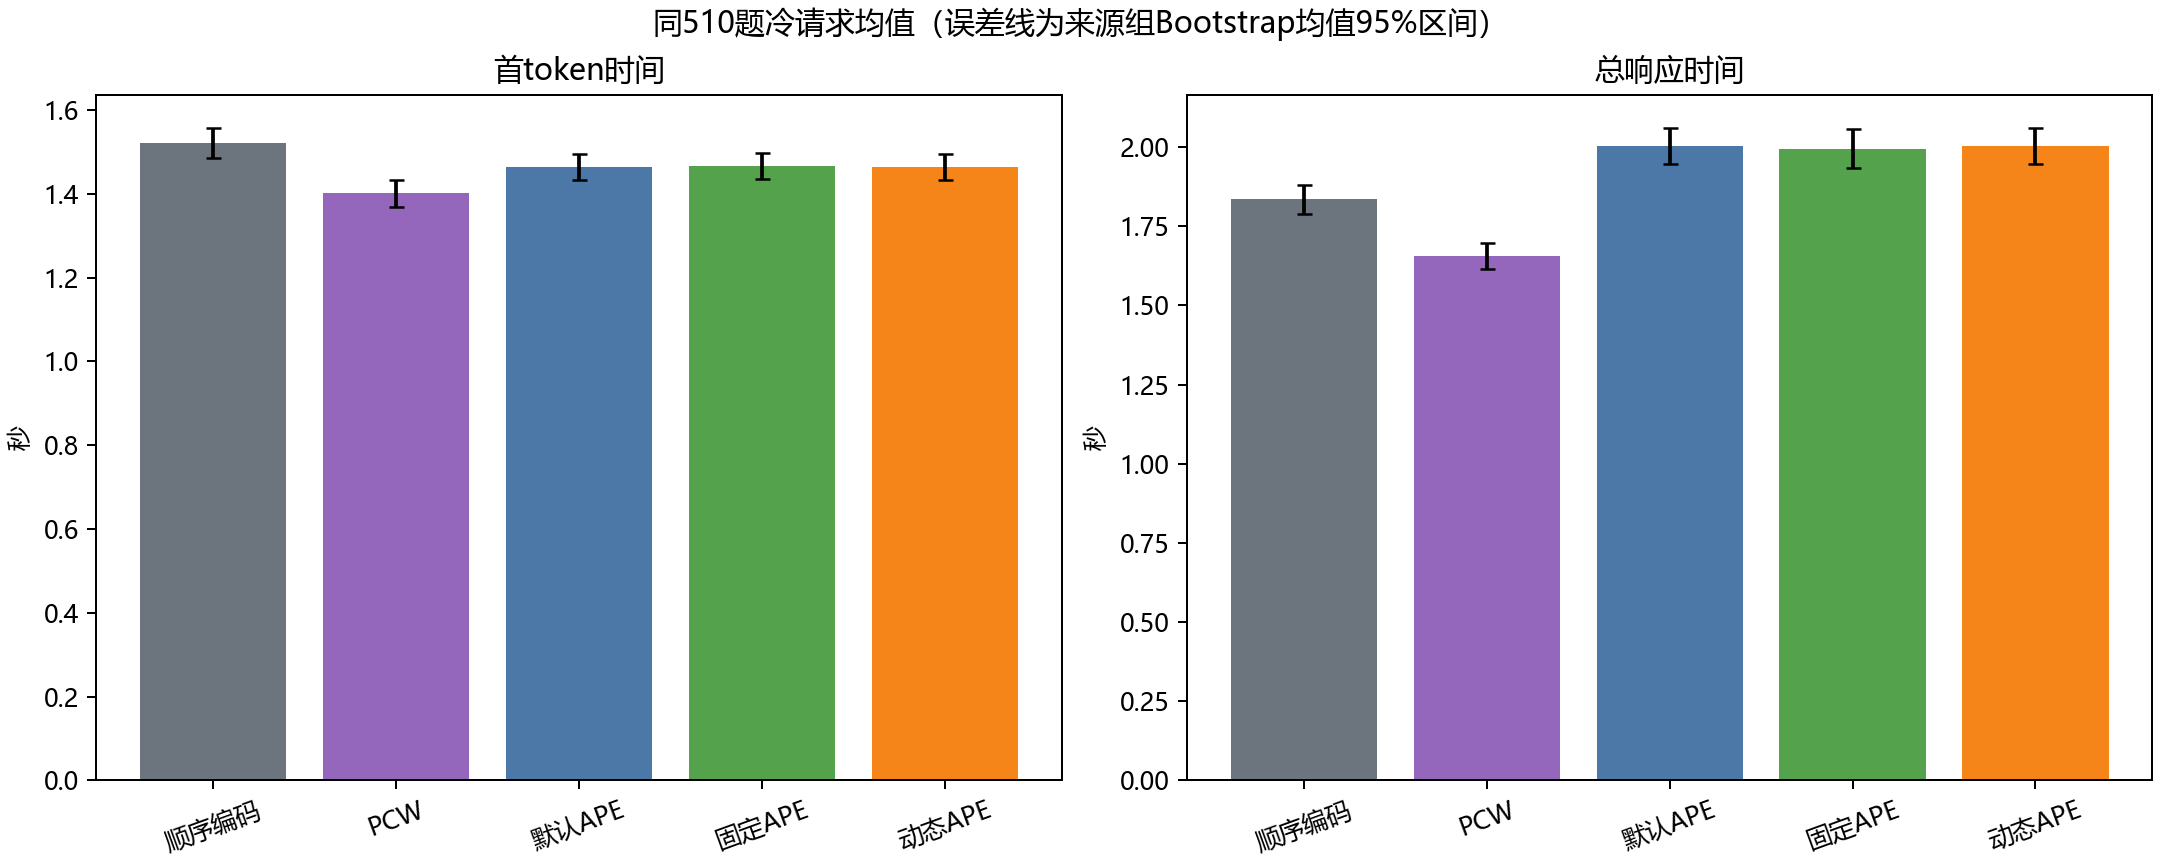 同510题冷请求均值（误差线为来源组Bootstrap均值95%区间）
首token时间
秒
1.6
1.4
1.2
1.0
0.8
0.6
0.4
0.2
0.0
顺序编码
PCW
默认APE
固定APE
动态APE
总响应时间
秒
2.00
1.75
1.50
1.25
1.00
0.75
0.50
0.25
0.00
顺序编码
PCW
默认APE
固定APE
动态APE